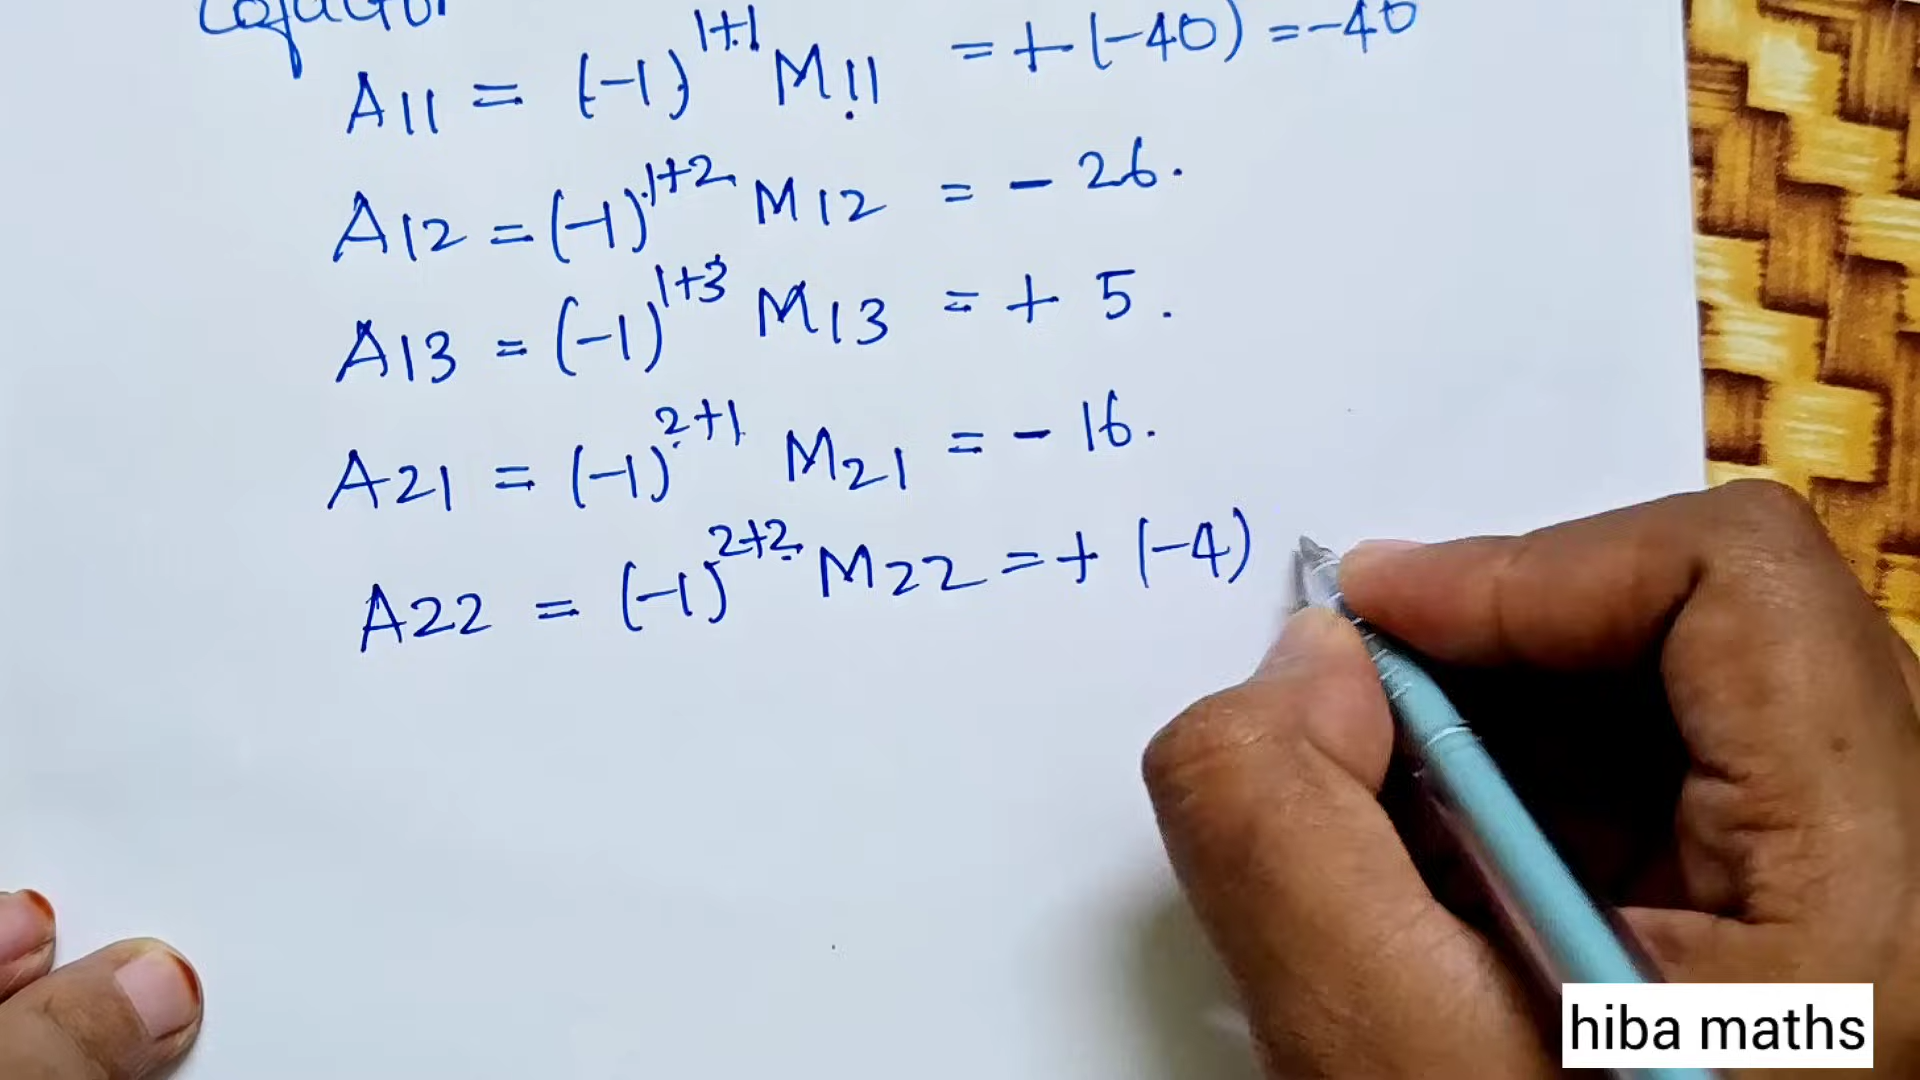 Cofactor
A11 = (-1)^1+1 M11 = +(-40) = -40
A12 = (-1)^1+2 M12 = - 26.
A13 = (-1)^1+3 M13 = + 5.
A21 = (-1)^2+1 M21 = - 16.
A22 = (-1)^2+2 M22 = + (-4)
hiba maths